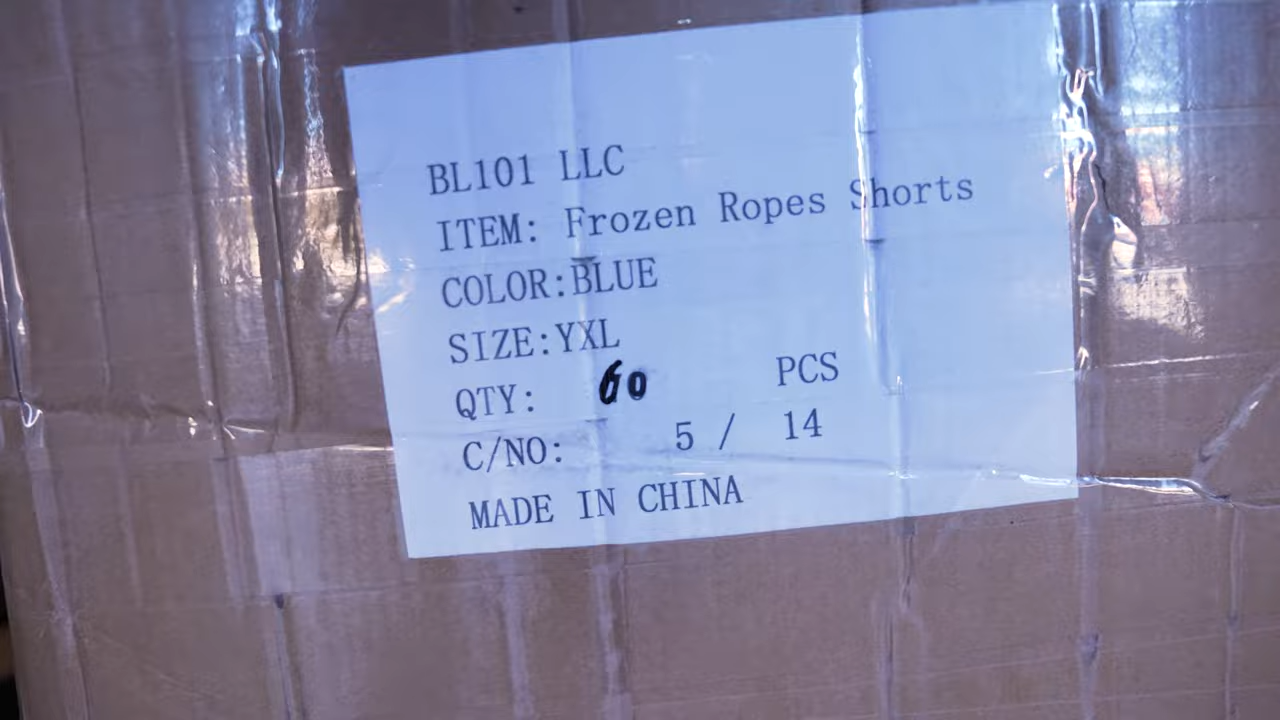 BL101 LLC
ITEM: Frozen Ropes Shorts
COLOR:BLUE
SIZE:YXL
QTY: 60 PCS
C/NO: 5 / 14
MADE IN CHINA